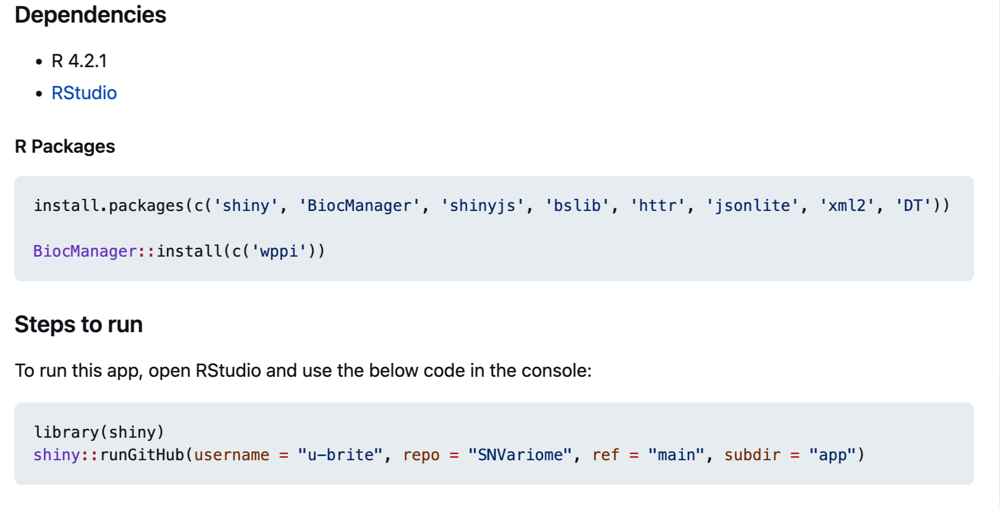 Dependencies
R 4.2.1
RStudio
R Packages
install.packages(c('shiny', 'BiocManager', 'shinyjs', 'bslib', 'httr', 'jsonlite', 'xml2', 'DT'))
BiocManager::install(c('wppi'))
Steps to run
To run this app, open RStudio and use the below code in the console:
library(shiny)
shiny::runGitHub(username = "u-brite", repo = "SNVariome", ref = "main", subdir = "app")